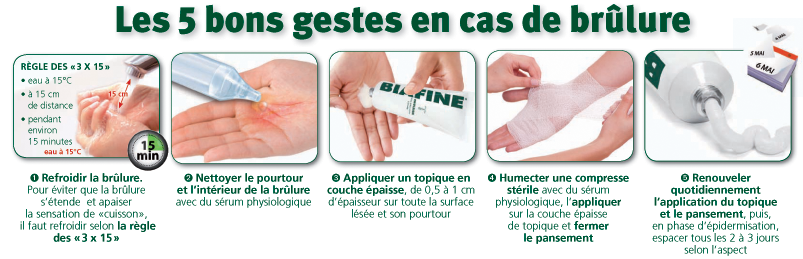 Les 5 bons gestes en cas de brûlure
RÈGLE DES «3 X 15»
• eau à 15°C
• à 15 cm
de distance
• pendant
environ
15 minutes
15 cm
eau à 15°C
15
min
❶ Refroidir la brûlure.
Pour éviter que la brûlure
s'étende et apaiser
la sensation de «cuisson»,
il faut refroidir selon la règle
des «3 x 15»
❷ Nettoyer le pourtour
et l'intérieur de la brûlure
avec du sérum physiologique
BIAFINE
❸ Appliquer un topique en
couche épaisse, de 0,5 à 1 cm
d'épaisseur sur toute la surface
lésée et son pourtour
❹ Humecter une compresse
stérile avec du sérum
physiologique, l'appliquer
sur la couche épaisse
de topique et fermer
le pansement
5 MAI
6 MAI
❺ Renouveler
quotidiennement
l'application du topique
et le pansement, puis,
en phase d'épidermisation,
espacer tous les 2 à 3 jours
selon l'aspect